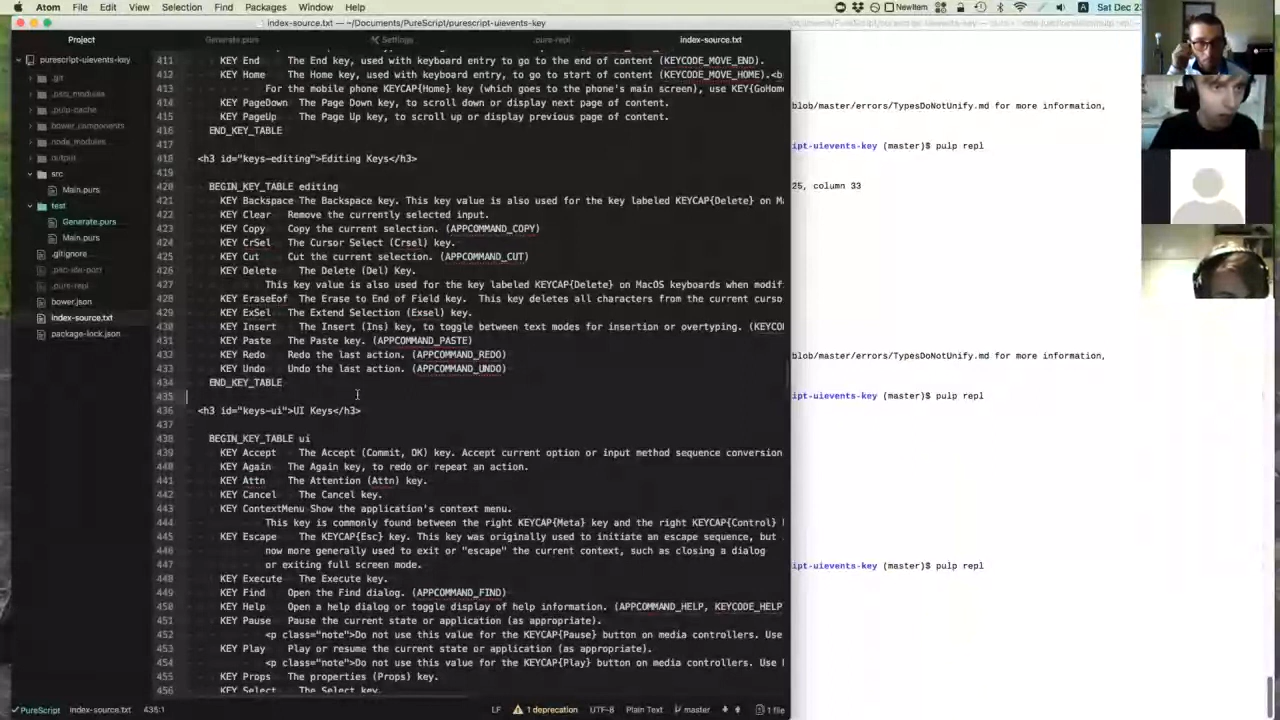 Atom File Edit View Selection Find Packages Window Help
NewItem
A Sat Dec 2
index-source.txt — ~/Documents/PureScript/purescript-uievents-key
Project
Generate.purs
Settings
.purs-repl
index-source.txt
purescript-uievents-key
.git
.psci_modules
.pulp-cache
bower_components
node_modules
output
src
Main.purs
test
Generate.purs
Main.purs
.gitignore
.psc-ide-port
.purs-repl
bower.json
index-source.txt
package-lock.json
411 KEY End The End key, used with keyboard entry to go to the end of content (KEYCODE_MOVE_END).
412 KEY Home The Home key, used with keyboard entry, to go to start of content (KEYCODE_MOVE_HOME).<b
413 For the mobile phone KEYCAP{Home} key (which goes to the phone's main screen), use KEY{GoHom
414 KEY PageDown The Page Down key, to scroll down or display next page of content.
415 KEY PageUp The Page Up key, to scroll up or display previous page of content.
416 END_KEY_TABLE
417
418 <h3 id="keys-editing">Editing Keys</h3>
419
420 BEGIN_KEY_TABLE editing
421 KEY Backspace The Backspace key. This key value is also used for the key labeled KEYCAP{Delete} on M
422 KEY Clear Remove the currently selected input.
423 KEY Copy Copy the current selection. (APPCOMMAND_COPY)
424 KEY CrSel The Cursor Select (Crsel) key.
425 KEY Cut Cut the current selection. (APPCOMMAND_CUT)
426 KEY Delete The Delete (Del) Key.
427 This key value is also used for the key labeled KEYCAP{Delete} on MacOS keyboards when modif
428 KEY EraseEof The Erase to End of Field key. This key deletes all characters from the current curso
429 KEY ExSel The Extend Selection (Exsel) key.
430 KEY Insert The Insert (Ins) key, to toggle between text modes for insertion or overtyping. (KEYCO
431 KEY Paste The Paste key. (APPCOMMAND_PASTE)
432 KEY Redo Redo the last action. (APPCOMMAND_REDO)
433 KEY Undo Undo the last action. (APPCOMMAND_UNDO)
434 END_KEY_TABLE
435
436 <h3 id="keys-ui">UI Keys</h3>
437
438 BEGIN_KEY_TABLE ui
439 KEY Accept The Accept (Commit, OK) key. Accept current option or input method sequence conversion
440 KEY Again The Again key, to redo or repeat an action.
441 KEY Attn The Attention (Attn) key.
442 KEY Cancel The Cancel key.
443 KEY ContextMenu Show the application's context menu.
444 This key is commonly found between the right KEYCAP{Meta} key and the right KEYCAP{Control}
445 KEY Escape The KEYCAP{Esc} key. This key was originally used to initiate an escape sequence, but
446 now more generally used to exit or "escape" the current context, such as closing a dialog
447 or exiting full screen mode.
448 KEY Execute The Execute key.
449 KEY Find Open the Find dialog. (APPCOMMAND_FIND)
450 KEY Help Open a help dialog or toggle display of help information. (APPCOMMAND_HELP, KEYCODE_HELP
451 KEY Pause Pause the current state or application (as appropriate).
452 <p class="note">Do not use this value for the KEYCAP{Pause} button on media controllers. Use
453 KEY Play Play or resume the current state or application (as appropriate).
454 <p class="note">Do not use this value for the KEYCAP{Play} button on media controllers. Use
455 KEY Props The properties (Props) key.
456 KEY Select The Select key.
PureScript index-source.txt 435:1
LF 1 deprecation UTF-8 Plain Text master 1 file
blob/master/errors/TypesDoNotUnify.md for more information,
ipt-uievents-key (master)$ pulp repl
25, column 33
blob/master/errors/TypesDoNotUnify.md for more information,
ipt-uievents-key (master)$ pulp repl
ipt-uievents-key (master)$ pulp repl